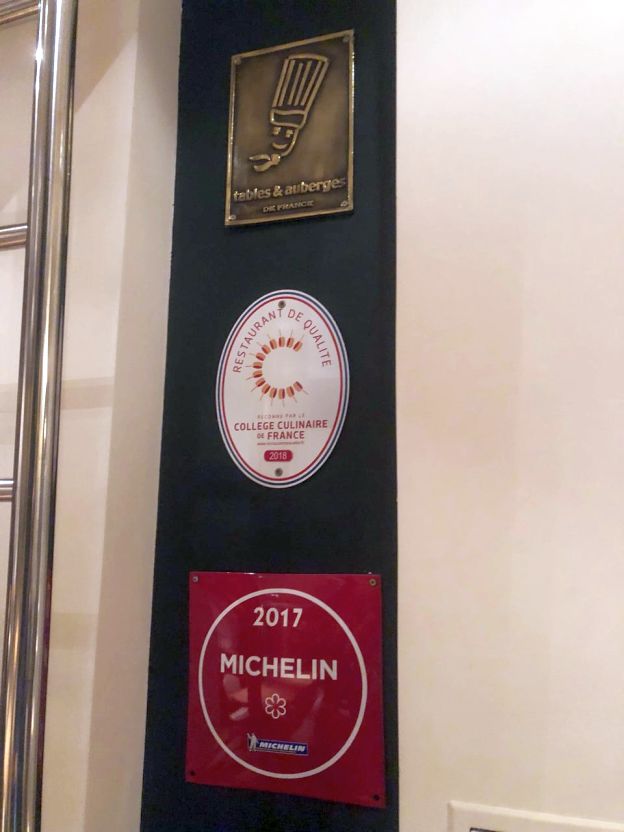 tables & auberges
DE FRANCE
RESTAURANT DE QUALITE
RECONNU PAR LE
COLLEGE CULINAIRE
DE FRANCE
2018
2017
MICHELIN
MICHELIN